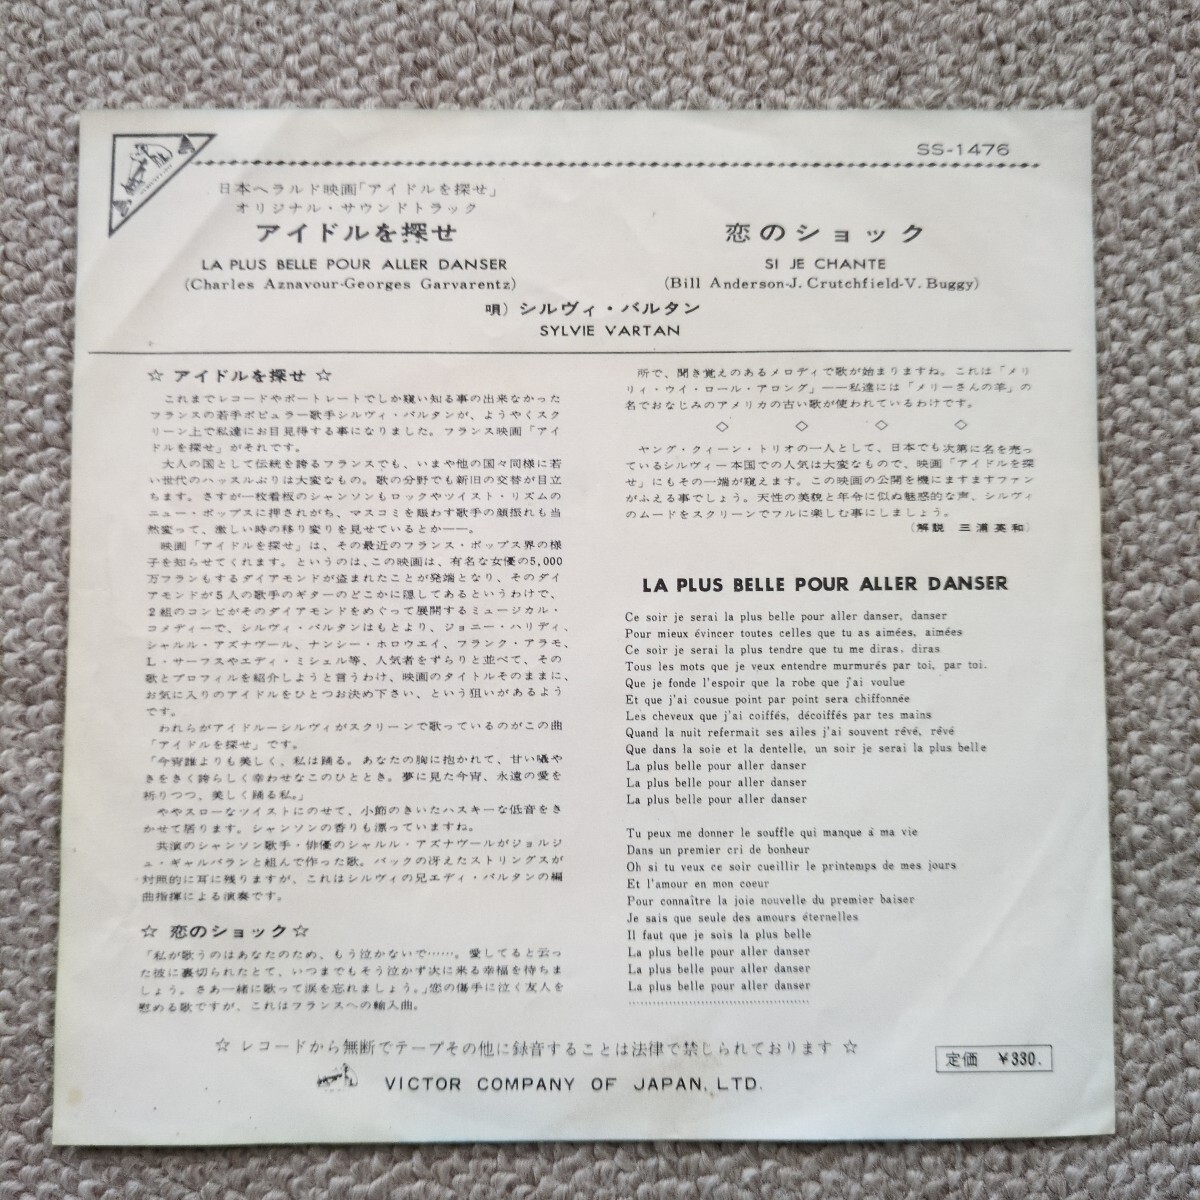 SS-1476
日本ヘラルド映画「アイドルを探せ」
オリジナル・サウンドトラック
アイドルを探せ
LA PLUS BELLE POUR ALLER DANSER
(Charles Aznavour-Georges Garvarentz)
恋のショック
SI JE CHANTE
(Bill Anderson-J. Crutchfield-V. Buggy)
唄) シルヴィ・バルタン
SYLVIE VARTAN
☆ アイドルを探せ ☆
これまでレコードやポートレートでしか窺い知る事の出来なかった
フランスの若手ポピュラー歌手シルヴィ・バルタンが、ようやくスク
リーン上で私達にお目見得する事になりました。フランス映画「アイ
ドルを探せ」がそれです。
大人の国として伝統を誇るフランスでも、いまや他の国々同様に若
い世代のハッスルぶりは大変なもの。歌の分野でも新旧の交替が目立
ちます。さすが一枚看板のシャンソンもロックやツイスト・リズムの
ニュー・ポップスに押されがち、マスコミを賑わす歌手の顔振れも当
然変って、激しい時の移り変りを見せているとか――。
映画「アイドルを探せ」は、その最近のフランス・ポップス界の様
子を知らせてくれます。というのは、この映画は、有名な女優の5,000
万フランもするダイアモンドが盗まれたことが発端となり、そのダイ
アモンドが5人の歌手のギターのどこかに隠してあるというわけで、
2組のコンビがそのダイアモンドをめぐって展開するミュージカル・
コメディーで、シルヴィ・バルタンはもとより、ジョニー・ハリディ、
シャルル・アズナヴール、ナンシー・ホロウエイ、フランク・アラモ、
L・サーフスやエディ・ミシェル等、人気者をずらりと並べて、その
歌とプロフィルを紹介しようと言うわけ、映画のタイトルそのままに、
お気に入りのアイドルをひとつお決め下さい、という狙いがあるよう
です。
われらがアイドルーシルヴィがスクリーンで歌っているのがこの曲
「アイドルを探せ」です。
「今宵誰よりも美しく、私は踊る。あなたの胸に抱かれて、甘い囁や
きをきく誇らしく幸わせなこのひととき。夢に見た今宵、永遠の愛を
祈りつつ、美しく踊る私。」
ややスローなツイストにのせて、小節のきいたハスキーな低音をき
かせて居ります。シャンソンの香りも漂っていますね。
共演のシャンソン歌手・俳優のシャルル・アズナヴールがジョルジ
ュ・ギャルバランと組んで作った歌。バックの冴えたストリングスが
対照的に耳に残りますが、これはシルヴィの兄エディ・バルタンの編
曲指揮による演奏です。
☆ 恋のショック☆
「私が歌うのはあなたのため、もう泣かないで……。愛してると云っ
た彼に裏切られたとて、いつまでもそう泣かず次に来る幸福を待ちま
しょう。さあ一緒に歌って涙を忘れましょう。」恋の傷手に泣く友人を
慰める歌ですが、これはフランスへの輸入曲。
所で、聞き覚えのあるメロディで歌が始まりますね。これは「メリ
リィ・ウイ・ロール・アロング」――私達には「メリーさんの羊」の
名でおなじみのアメリカの古い歌が使われているわけです。
◇ ◇ ◇ ◇
ヤング・クィーン・トリオの一人として、日本でも次第に名を売っ
ているシルヴィー本国での人気は大変なもので、映画「アイドルを探
せ」にもその一端が窺えます。この映画の公開を機にますますファン
がふえる事でしょう。天性の美貌と年令に似ぬ魅惑的な声、シルヴィ
のムードをスクリーンでフルに楽しむ事にしましょう。
(解説 三浦英和)
LA PLUS BELLE POUR ALLER DANSER
Ce soir je serai la plus belle pour aller danser, danser
Pour mieux évincer toutes celles que tu as aimées, aimées
Ce soir je serai la plus tendre que tu me diras, diras
Tous les mots que je veux entendre murmurés par toi, par toi.
Que je fonde l'espoir que la robe que j'ai voulue
Et que j'ai cousue point par point sera chiffonnée
Les cheveux que j'ai coiffés, décoiffés par tes mains
Quand la nuit refermait ses ailes j'ai souvent rêvé, rêvé
Que dans la soie et la dentelle, un soir je serai la plus belle
La plus belle pour aller danser
La plus belle pour aller danser
La plus belle pour aller danser
Tu peux me donner le souffle qui manque à ma vie
Dans un premier cri de bonheur
Oh si tu veux ce soir cueillir le printemps de mes jours
Et l'amour en mon coeur
Pour connaître la joie nouvelle du premier baiser
Je sais que seule des amours éternelles
Il faut que je sois la plus belle
La plus belle pour aller danser
La plus belle pour aller danser
La plus belle pour aller danser
☆ レコードから無断でテープその他に録音することは法律で禁じられております ☆
定価 ¥330.
VICTOR COMPANY OF JAPAN, LTD.